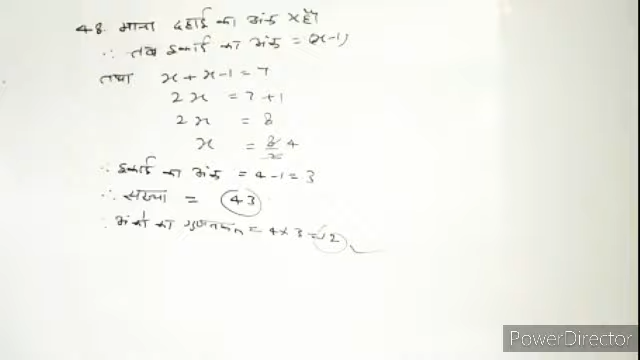 48. माना दहाई का अंक x है
∴ तब इकाई का अंक = (x-1)
तथा x + x - 1 = 7
2x = 7 + 1
2x = 8
x = 8/2 4
∴ इकाई का अंक = 4 - 1 = 3
∴ संख्या = 43
∴ अंकों का गुणनफल = 4 × 3 = 12
PowerDirector